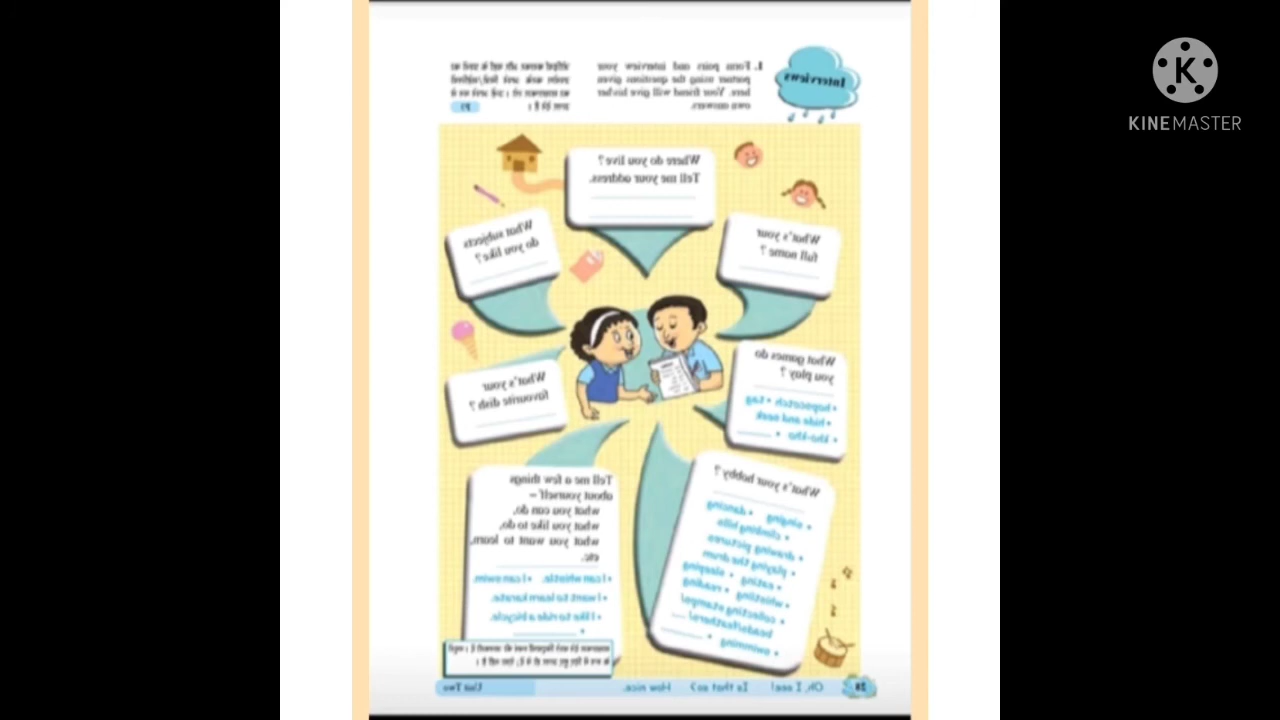 Interviews
1. Form pairs and interview your
partner using the questions given
here. Your friend will give his/her
own answers.
Where do you live?
Tell me your address.
What's your
full name?
What subjects
do you like?
What games do
you play?
• hopscotch • tag
• hide and seek
• kho-kho •
What's your
favourite dish?
What's your hobby?
• singing • dancing
• climbing hills
• drawing pictures
• playing the drum
• eating • sleeping
• whistling • reading
• collecting stamps/
beads/feathers/
• swimming •
Tell me a few things
about yourself –
what you can do,
what you like to do,
what you want to learn,
etc.
• I can whistle. • I can swim.
• I want to learn karate.
• I like to ride a bicycle.
•
28 Oh, I see! Is that so? How nice. Unit Two
KINEMASTER